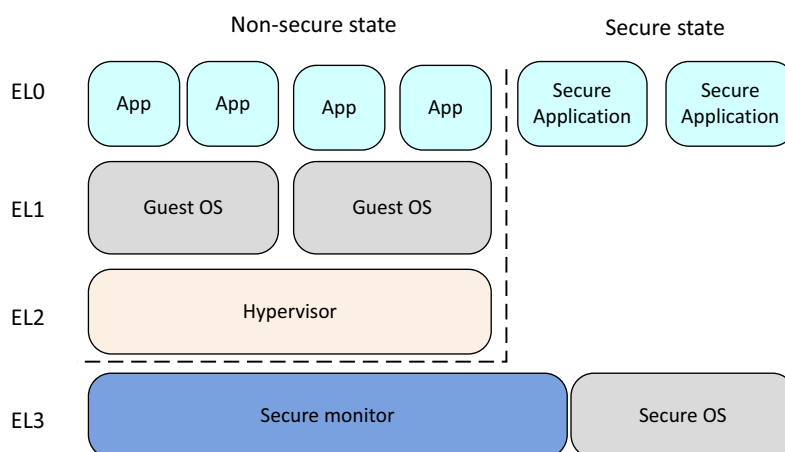 Non-secure state
Secure state
EL0
App
App
App
App
Secure
Application
Secure
Application
EL1
Guest OS
Guest OS
EL2
Hypervisor
EL3
Secure monitor
Secure OS